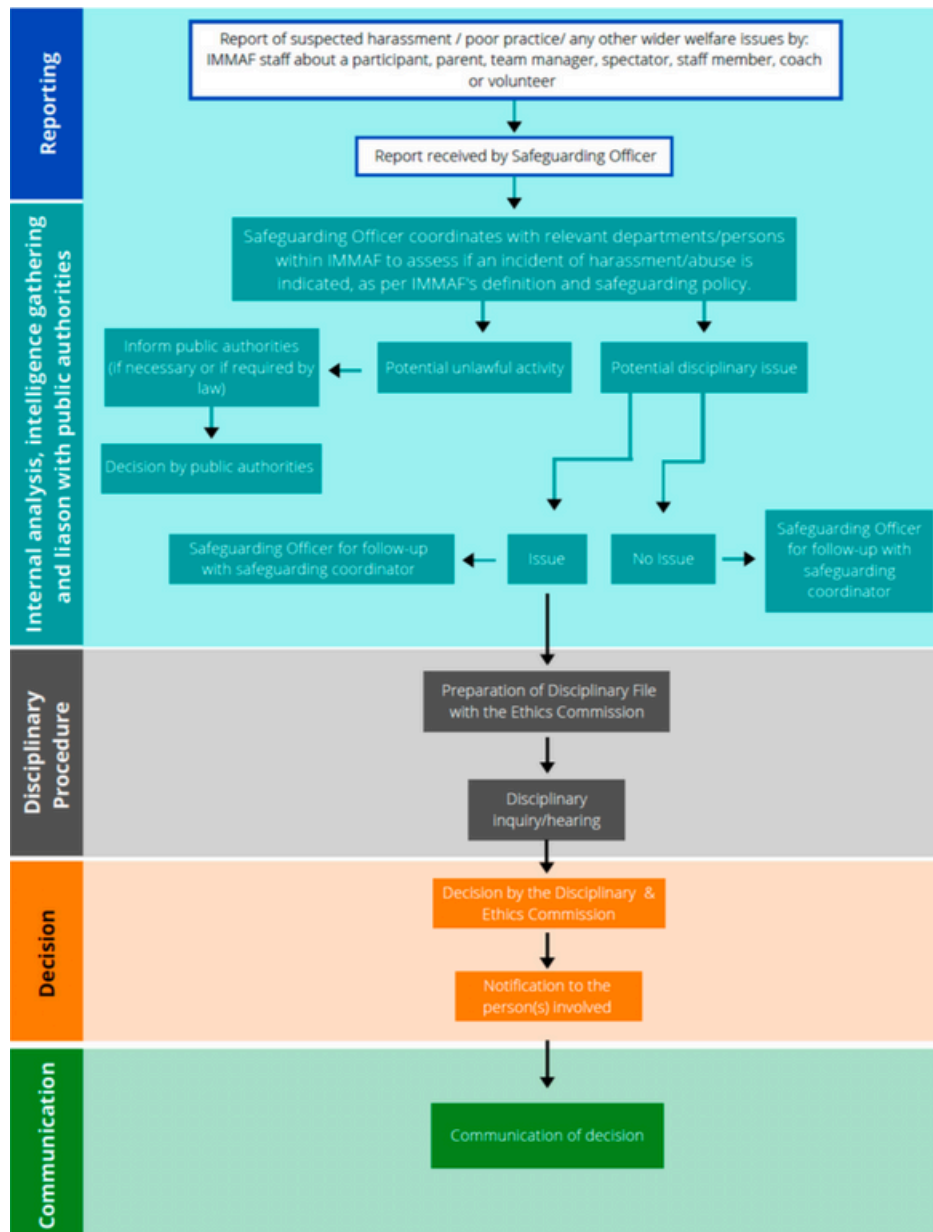 Reporting
Report of suspected harassment / poor practice/ any other wider welfare issues by:
IMMAF staff about a participant, parent, team manager, spectator, staff member, coach
or volunteer
Report received by Safeguarding Officer
Internal analysis, intelligence gathering
and liason with public authorities
Safeguarding Officer coordinates with relevant departments/persons
within IMMAF to assess if an incident of harassment/abuse is
indicated, as per IMMAF's definition and safeguarding policy.
Inform public authorities
(if necessary or if required by
law)
Potential unlawful activity
Potential disciplinary issue
Decision by public authorities
Safeguarding Officer for follow-up
with safeguarding coordinator
Issue
No Issue
Safeguarding Officer
for follow-up with
safeguarding
coordinator
Disciplinary
Procedure
Preparation of Disciplinary File
with the Ethics Commission
Disciplinary
inquiry/hearing
Decision
Decision by the Disciplinary &
Ethics Commission
Notification to the
person(s) involved
Communication
Communication of decision